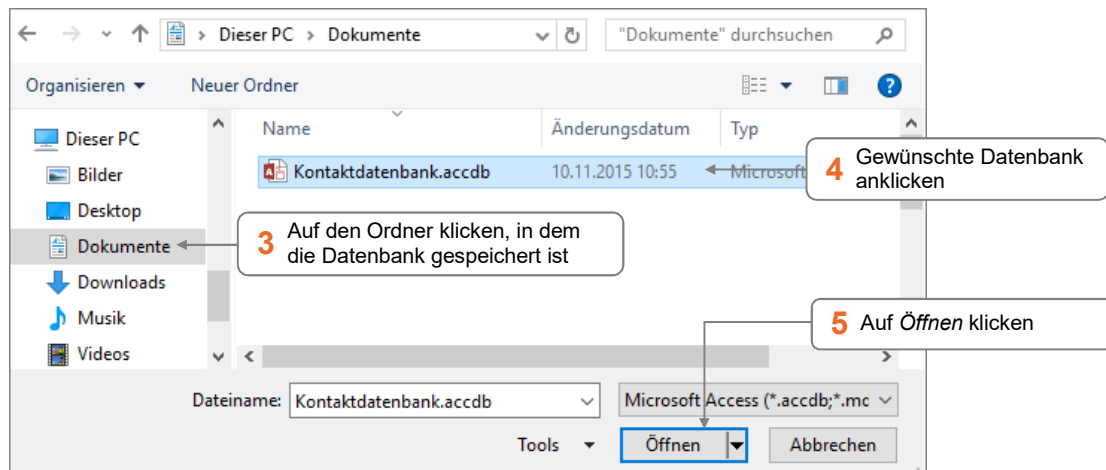 Dieser PC > Dokumente
"Dokumente" durchsuchen
Organisieren
Neuer Ordner
?
Name
Änderungsdatum
Typ
Dieser PC
Kontaktdatenbank.accdb
10.11.2015 10:55
Microsoft
4 Gewünschte Datenbank
anklicken
Bilder
Desktop
Dokumente
3 Auf den Ordner klicken, in dem
die Datenbank gespeichert ist
Downloads
Musik
Videos
5 Auf Öffnen klicken
Dateiname:
Kontaktdatenbank.accdb
Microsoft Access (*.accdb;*.mc
Tools
Öffnen
Abbrechen